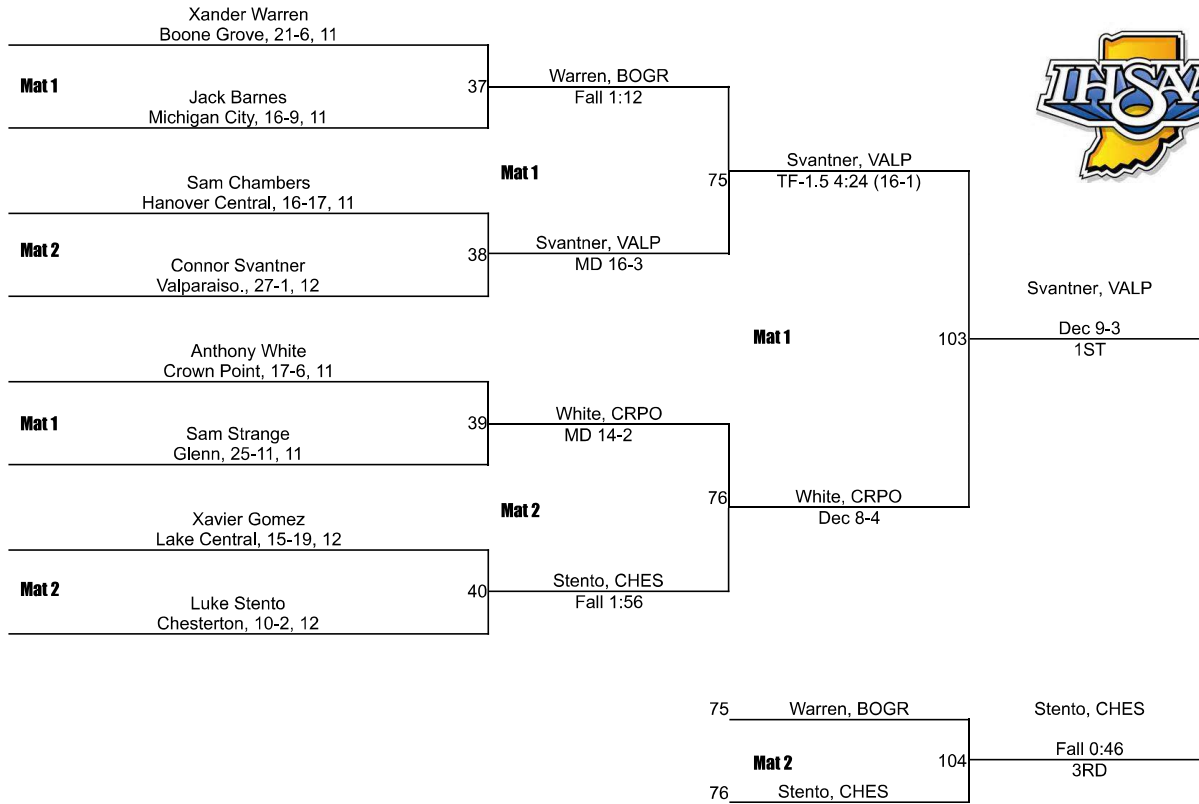 Xander Warren
Boone Grove, 21-6, 11
Mat 1
37
Jack Barnes
Michigan City, 16-9, 11
Warren, BOGR
Fall 1:12
Mat 1
75
Sam Chambers
Hanover Central, 16-17, 11
Mat 2
38
Connor Svantner
Valparaiso., 27-1, 12
Svantner, VALP
MD 16-3
Svantner, VALP
TF-1.5 4:24 (16-1)
IHSAA
Mat 1
103
Svantner, VALP
Dec 9-3
1ST
Anthony White
Crown Point, 17-6, 11
Mat 1
39
Sam Strange
Glenn, 25-11, 11
White, CRPO
MD 14-2
Mat 2
76
White, CRPO
Dec 8-4
Xavier Gomez
Lake Central, 15-19, 12
Mat 2
40
Luke Stento
Chesterton, 10-2, 12
Stento, CHES
Fall 1:56
75
Warren, BOGR
Mat 2
104
76
Stento, CHES
Stento, CHES
Fall 0:46
3RD